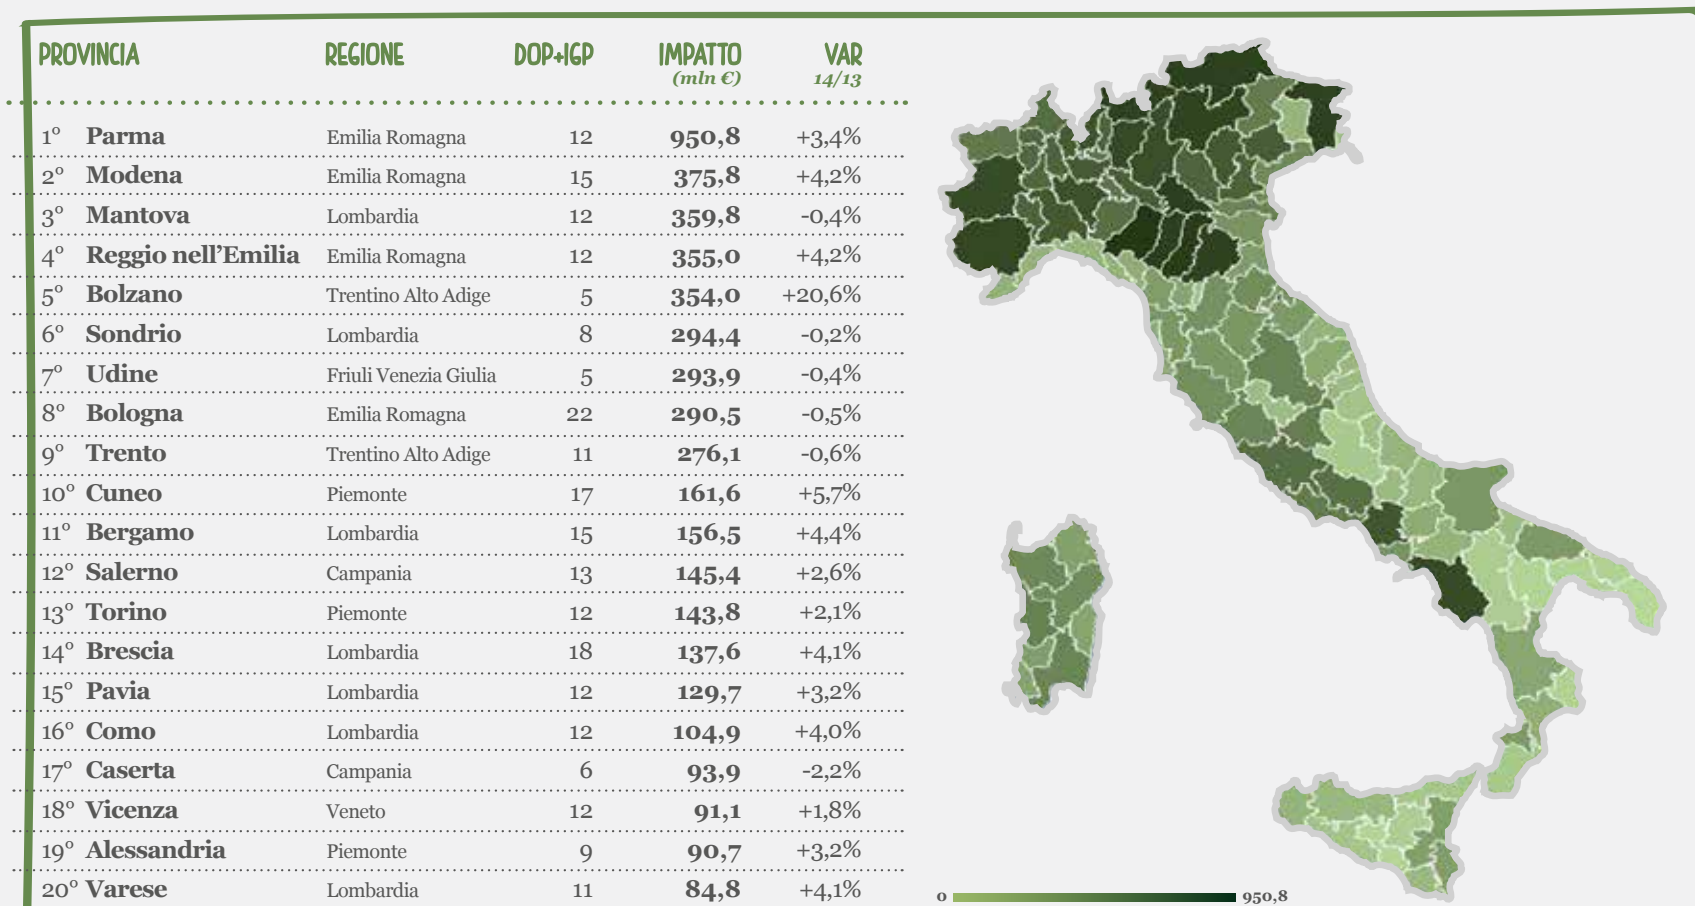 PROVINCIA REGIONE DOP+IGP IMPATTO VAR
(mln €) 14/13
1° Parma Emilia Romagna 12 950,8 +3,4%
2° Modena Emilia Romagna 15 375,8 +4,2%
3° Mantova Lombardia 12 359,8 -0,4%
4° Reggio nell’Emilia Emilia Romagna 12 355,0 +4,2%
5° Bolzano Trentino Alto Adige 5 354,0 +20,6%
6° Sondrio Lombardia 8 294,4 -0,2%
7° Udine Friuli Venezia Giulia 5 293,9 -0,4%
8° Bologna Emilia Romagna 22 290,5 -0,5%
9° Trento Trentino Alto Adige 11 276,1 -0,6%
10° Cuneo Piemonte 17 161,6 +5,7%
11° Bergamo Lombardia 15 156,5 +4,4%
12° Salerno Campania 13 145,4 +2,6%
13° Torino Piemonte 12 143,8 +2,1%
14° Brescia Lombardia 18 137,6 +4,1%
15° Pavia Lombardia 12 129,7 +3,2%
16° Como Lombardia 12 104,9 +4,0%
17° Caserta Campania 6 93,9 -2,2%
18° Vicenza Veneto 12 91,1 +1,8%
19° Alessandria Piemonte 9 90,7 +3,2%
20° Varese Lombardia 11 84,8 +4,1%
0 950,8